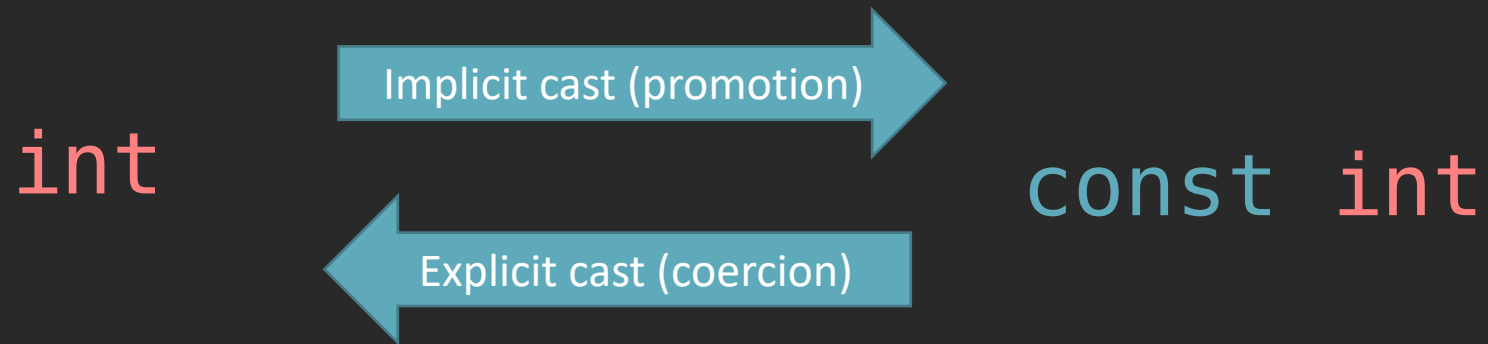 Implicit cast (promotion)
int
const int
Explicit cast (coercion)